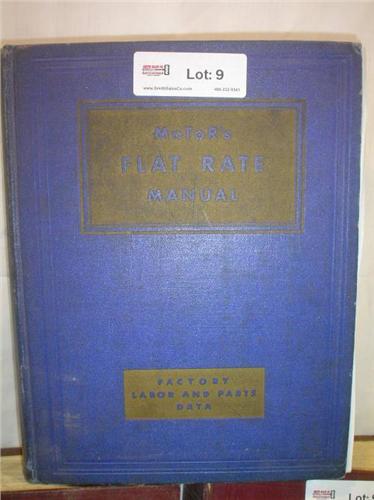 Lot: 9
MoToR's
FLAT RATE
MANUAL
FACTORY
LABOR AND PARTS
DATA